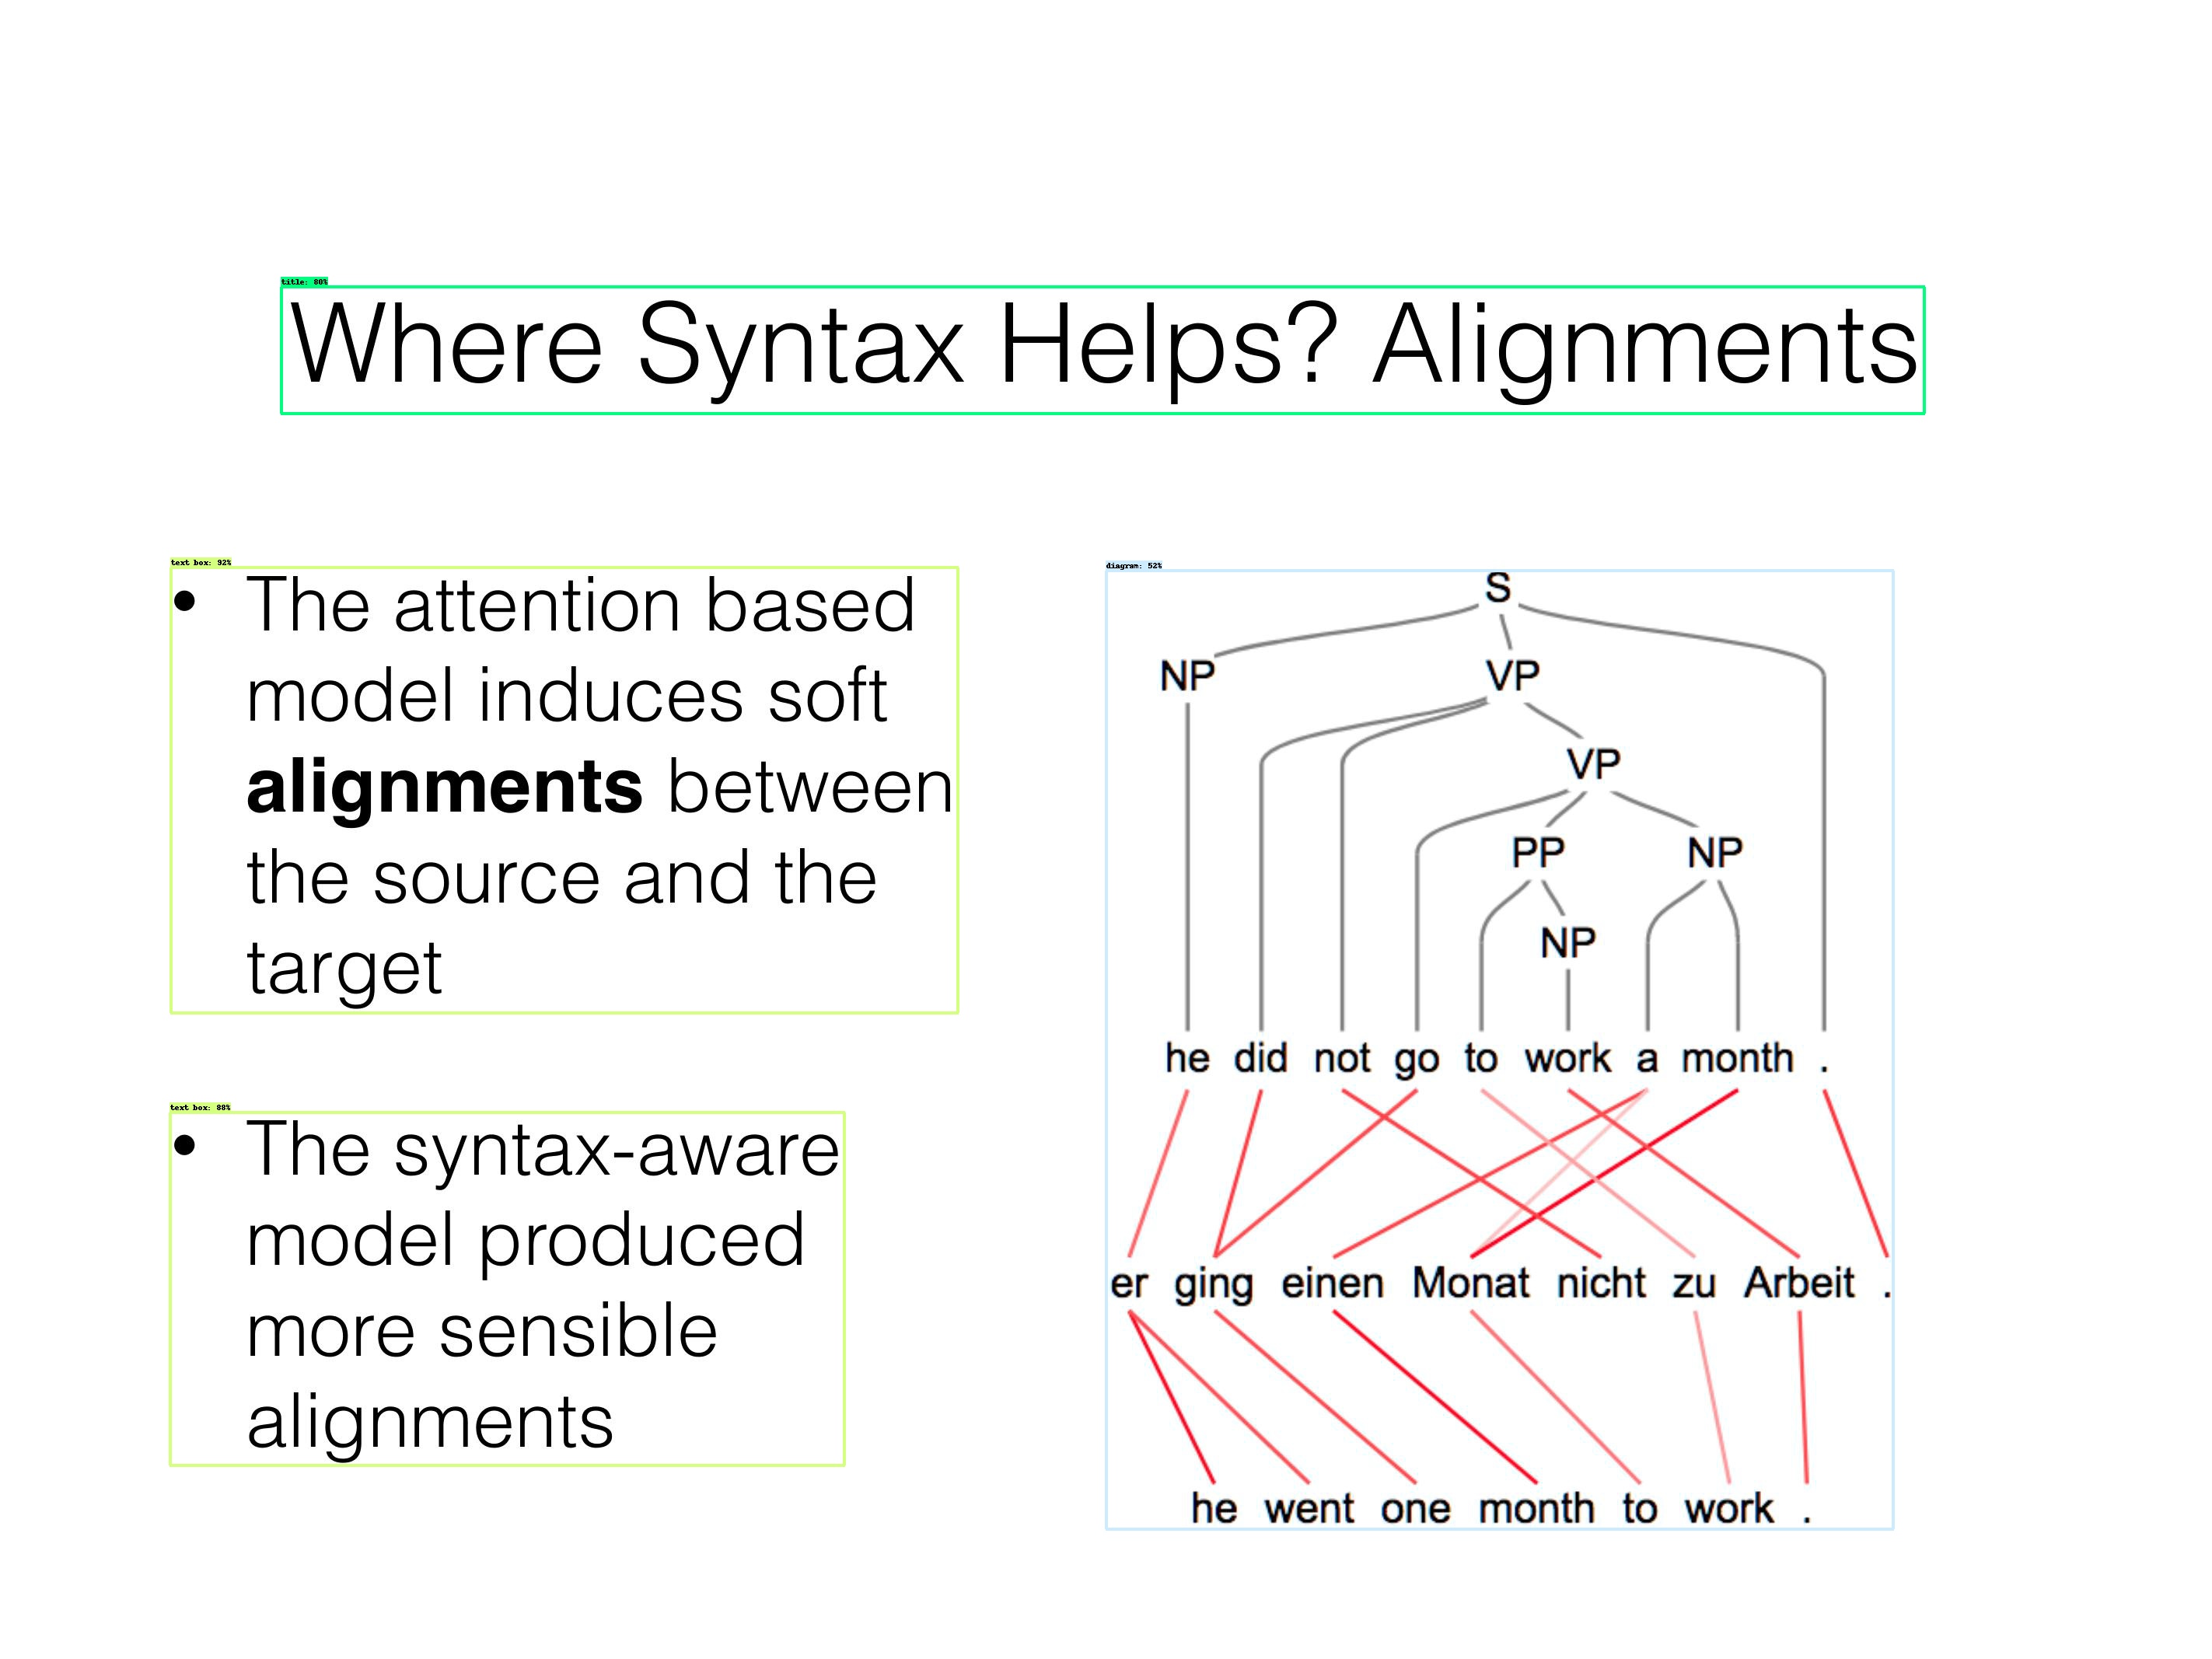 title: 80%
Where Syntax Helps? Alignments
text box: 92%
• The attention based
model induces soft
alignments between
the source and the
target
text box: 88%
• The syntax-aware
model produced
more sensible
alignments
diagram: 52%
S
NP VP
VP
PP NP
NP
he did not go to work a month .
er ging einen Monat nicht zu Arbeit .
he went one month to work .